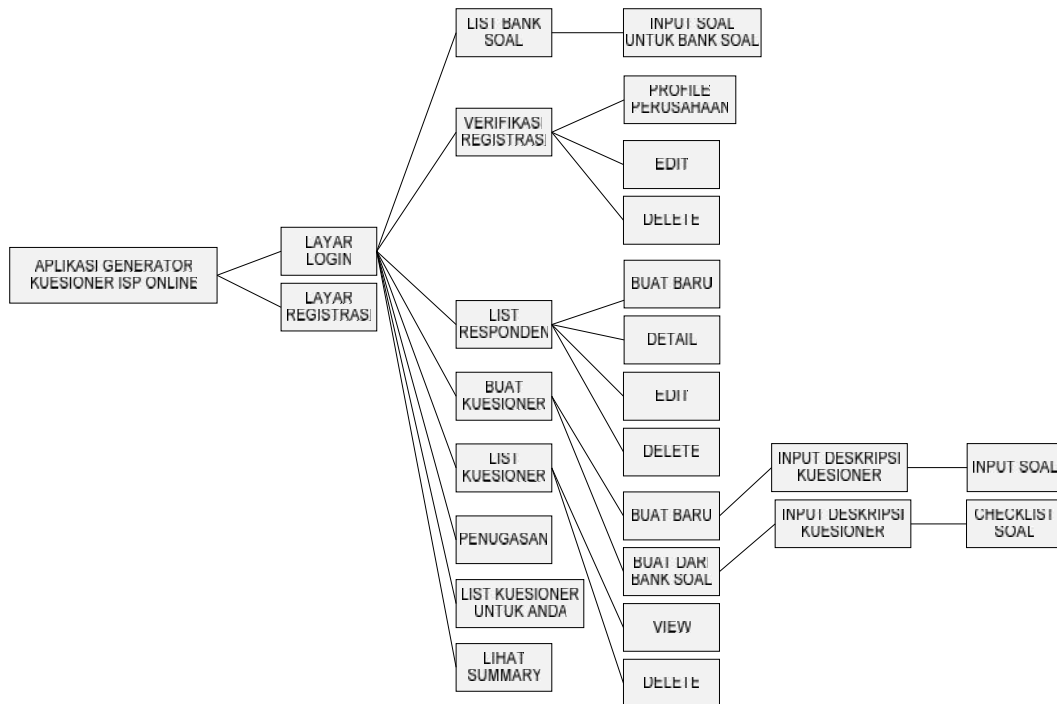 LIST BANK
SOAL
INPUT SOAL
UNTUK BANK SOAL
PROFILE
PERUSAHAAN
VERIFIKASI
REGISTRASI
EDIT
DELETE
LAYAR
LOGIN
APLIKASI GENERATOR
KUESIONER ISP ONLINE
LAYAR
REGISTRASI
BUAT BARU
LIST
RESPONDEN
DETAIL
BUAT
KUESIONER
EDIT
LIST
KUESIONER
DELETE
INPUT DESKRIPSI
KUESIONER
INPUT SOAL
BUAT BARU
INPUT DESKRIPSI
KUESIONER
CHECKLIST
SOAL
PENUGASAN
BUAT DARI
BANK SOAL
LIST KUESIONER
UNTUK ANDA
VIEW
LIHAT
SUMMARY
DELETE